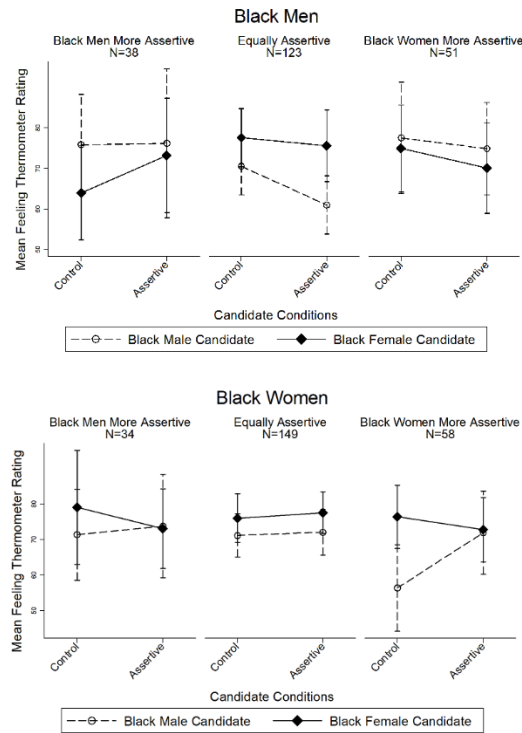 Black Men
Black Men More Assertive Equally Assertive Black Women More Assertive
N=38 N=123 N=51
Mean Feeling Thermometer Rating
80
70
60
50
Control Assertive Control Assertive Control Assertive
Candidate Conditions
Black Male Candidate Black Female Candidate
Black Women
Black Men More Assertive Equally Assertive Black Women More Assertive
N=34 N=149 N=58
Mean Feeling Thermometer Rating
80
70
60
50
Control Assertive Control Assertive Control Assertive
Candidate Conditions
Black Male Candidate Black Female Candidate